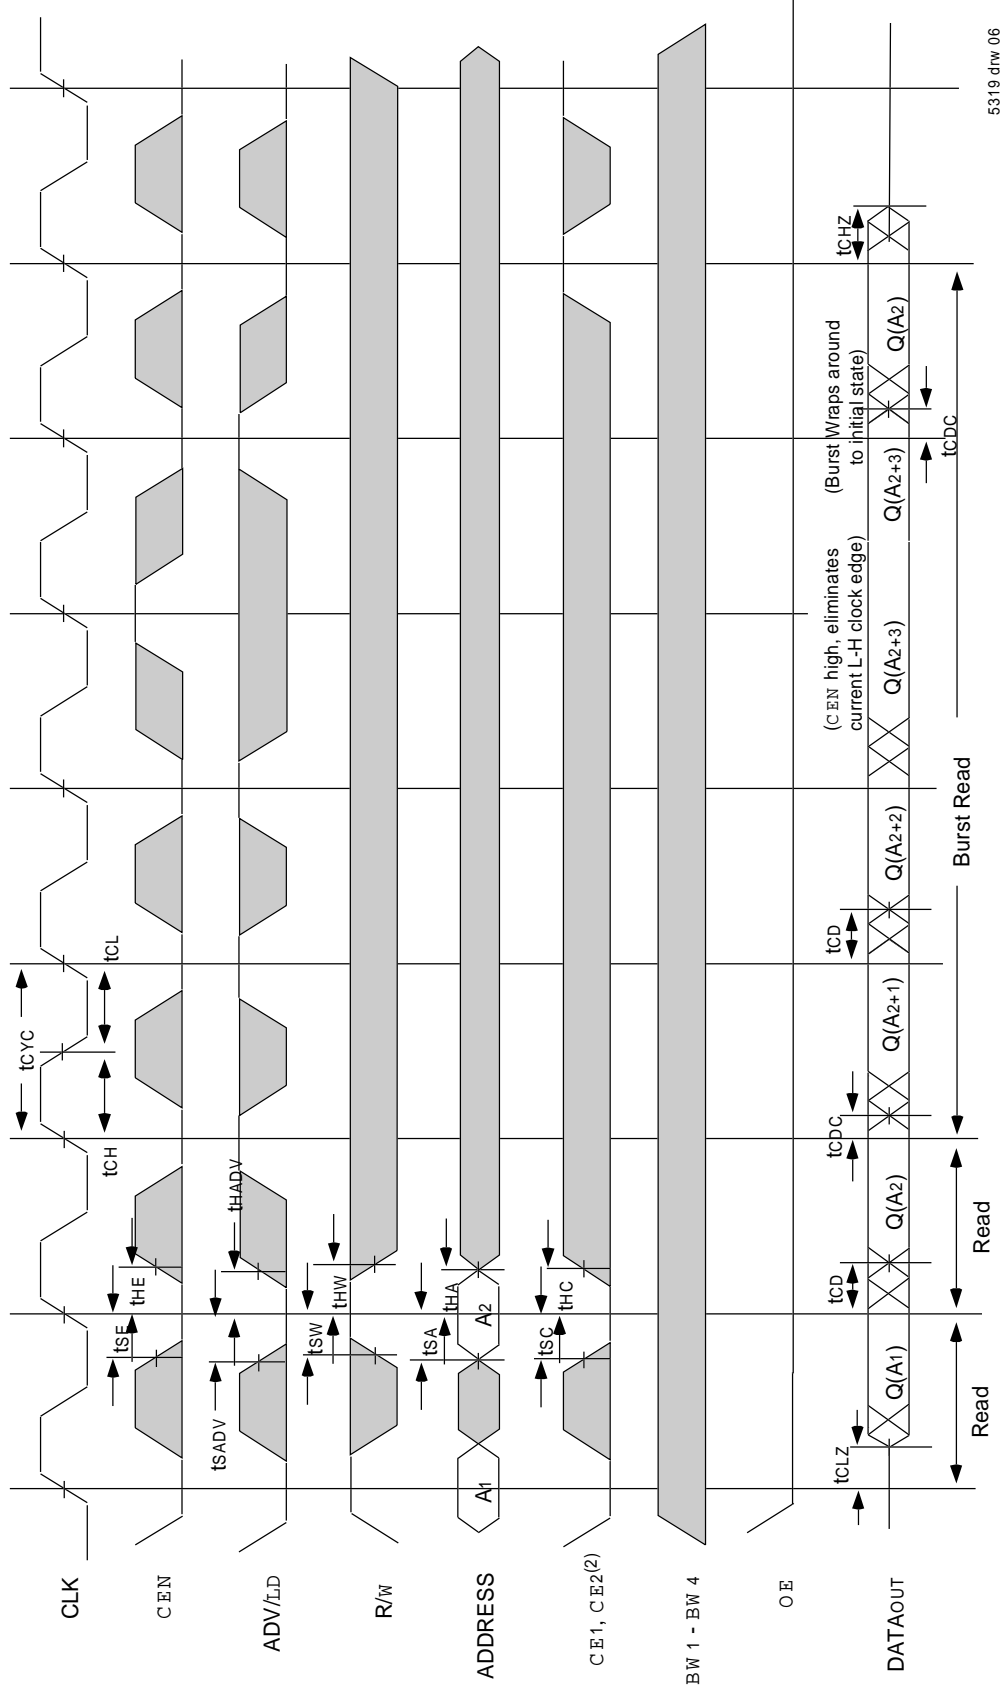 CLK
tCYC
tCH
tCL
CEN
tSE
tHE
ADV/LD
tSADV
tHADV
R/W
tSW
tHW
ADDRESS
A1
A2
tSA
tHA
CE1, CE2(2)
tSC
tHC
BW1 - BW4
OE
(CEN high, eliminates
current L-H clock edge)
(Burst Wraps around
to initial state)
tCLZ
tCD
tCDC
tCD
tCHZ
DATAOUT
Q(A1)
Q(A2)
Q(A2+1)
Q(A2+2)
Q(A2+3)
Q(A2+3)
Q(A2)
tCDC
Read
Read
Burst Read
5319 drw 06